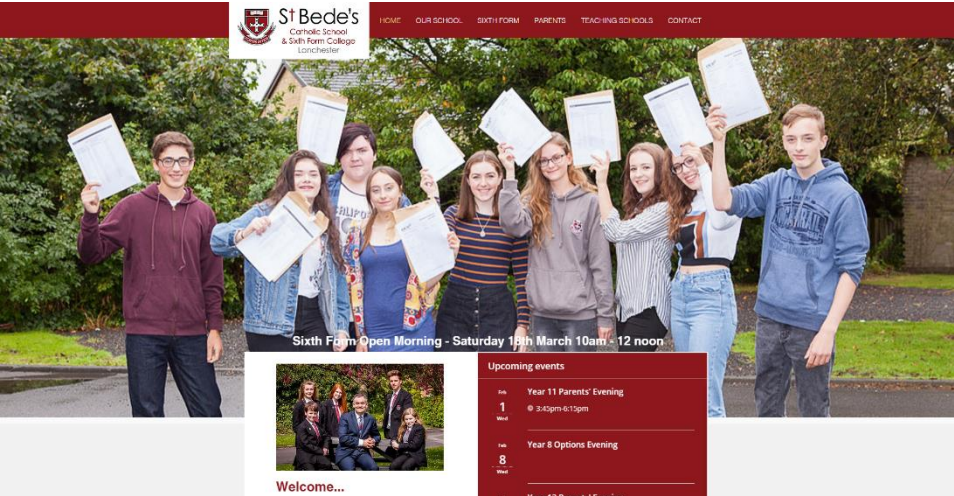 St Bede's
Catholic School
& Sixth Form College
Lanchester
HOME OUR SCHOOL SIXTH FORM PARENTS TEACHING SCHOOLS CONTACT
Sixth Form Open Morning - Saturday 18th March 10am - 12 noon
Upcoming events
Feb
1
Wed
Year 11 Parents' Evening
3:45pm-6:15pm
Feb
8
Wed
Year 8 Options Evening
Welcome...